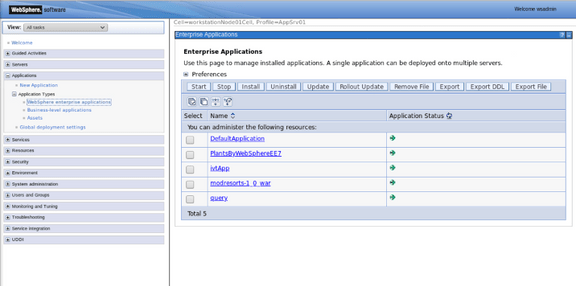 WebSphere. software
Welcome wsadmin
View: All tasks
Cell=workstationNode01Cell, Profile=AppSrv01
Welcome
Guided Activities
Servers
Applications
New Application
Application Types
WebSphere enterprise applications
Business-level applications
Assets
Global deployment settings
Services
Resources
Security
Environment
System administration
Users and Groups
Monitoring and Tuning
Troubleshooting
Service integration
UDDI
Enterprise Applications
? -
Enterprise Applications
Use this page to manage installed applications. A single application can be deployed onto multiple servers.
Preferences
Start Stop Install Uninstall Update Rollout Update Remove File Export Export DDL Export File
Select Name Application Status
You can administer the following resources:
DefaultApplication
PlantsByWebSphereEE7
ivtApp
modresorts-1_0_war
query
Total 5